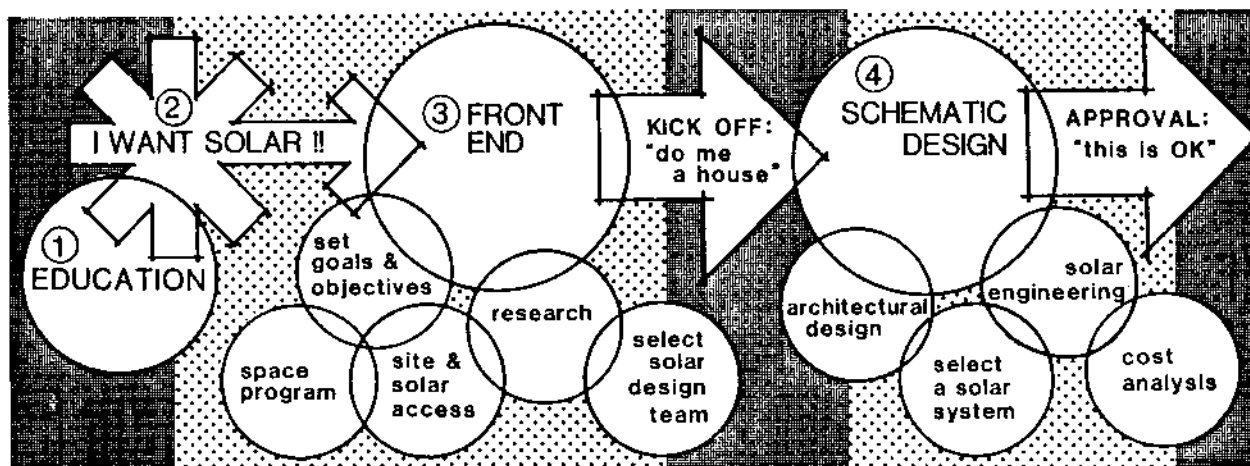 1
EDUCATION
2
I WANT SOLAR !!
3 FRONT
END
set
goals &
objectives
space
program
site &
solar
access
research
select
solar
design
team
KICK OFF:
"do me
a house"
4
SCHEMATIC
DESIGN
architectural
design
select
a solar
system
solar
engineering
cost
analysis
APPROVAL:
"this is OK"